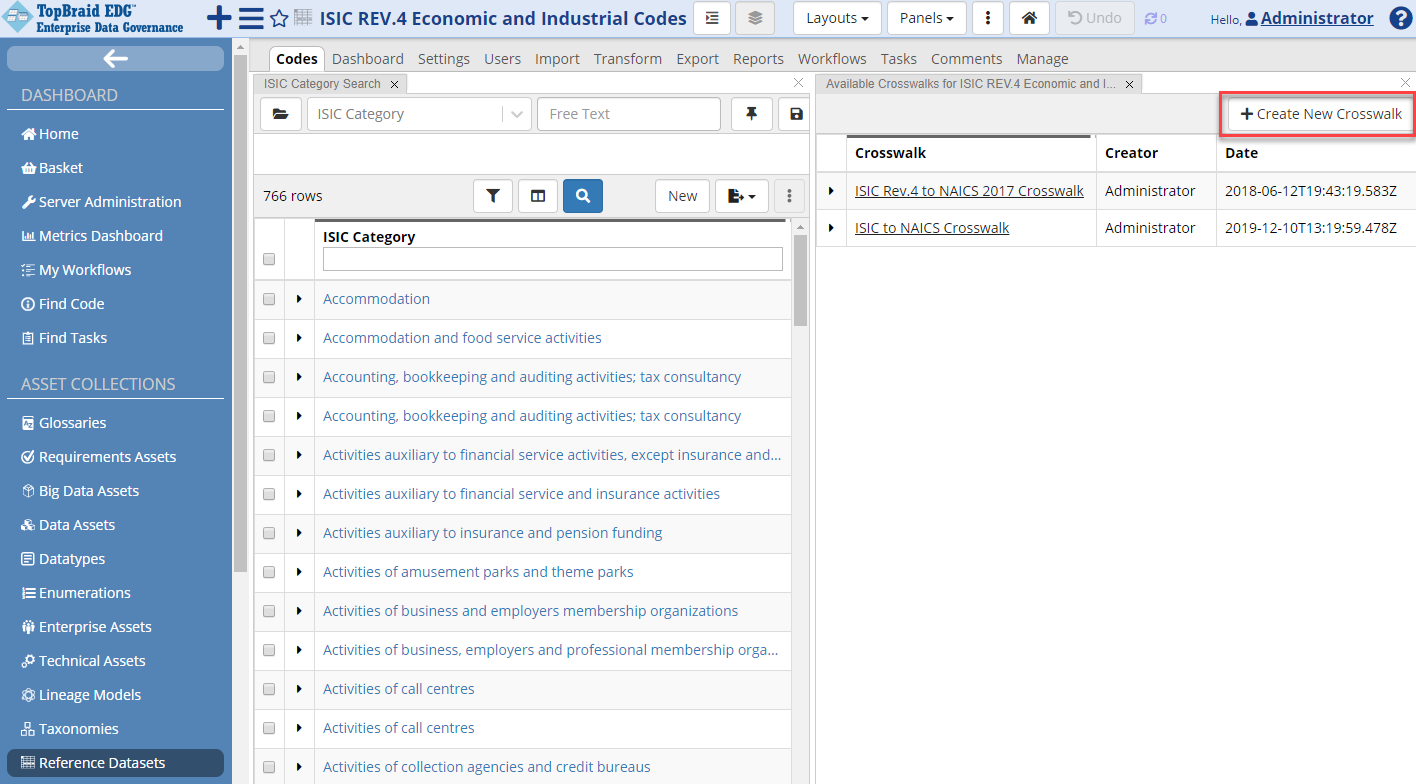 TopBraid EDG™
Enterprise Data Governance
ISIC REV.4 Economic and Industrial Codes
Layouts
Panels
Undo
0
Hello, Administrator
?
DASHBOARD
Home
Basket
Server Administration
Metrics Dashboard
My Workflows
Find Code
Find Tasks
ASSET COLLECTIONS
Glossaries
Requirements Assets
Big Data Assets
Data Assets
Datatypes
Enumerations
Enterprise Assets
Technical Assets
Lineage Models
Taxonomies
Reference Datasets
Codes Dashboard Settings Users Import Transform Export Reports Workflows Tasks Comments Manage
ISIC Category Search
ISIC Category
Free Text
766 rows
New
ISIC Category
Accommodation
Accommodation and food service activities
Accounting, bookkeeping and auditing activities; tax consultancy
Accounting, bookkeeping and auditing activities; tax consultancy
Activities auxiliary to financial service activities, except insurance and...
Activities auxiliary to financial service and insurance activities
Activities auxiliary to insurance and pension funding
Activities of amusement parks and theme parks
Activities of business and employers membership organizations
Activities of business, employers and professional membership orga...
Activities of call centres
Activities of call centres
Activities of collection agencies and credit bureaus
Available Crosswalks for ISIC REV.4 Economic and I...
+ Create New Crosswalk
Crosswalk Creator Date
ISIC Rev.4 to NAICS 2017 Crosswalk Administrator 2018-06-12T19:43:19.583Z
ISIC to NAICS Crosswalk Administrator 2019-12-10T13:19:59.478Z